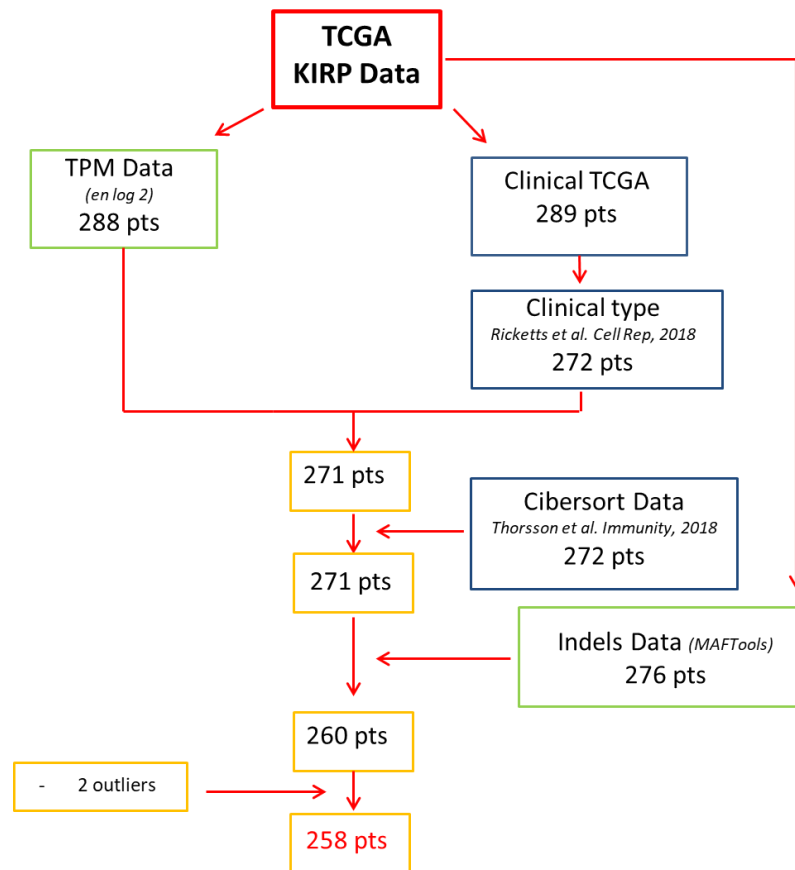 TCGA
KIRP Data
TPM Data
(en log 2)
288 pts
Clinical TCGA
289 pts
Clinical type
Ricketts et al. Cell Rep, 2018
272 pts
271 pts
Cibersort Data
Thorsson et al. Immunity, 2018
272 pts
271 pts
Indels Data (MAFTools)
276 pts
260 pts
- 2 outliers
258 pts